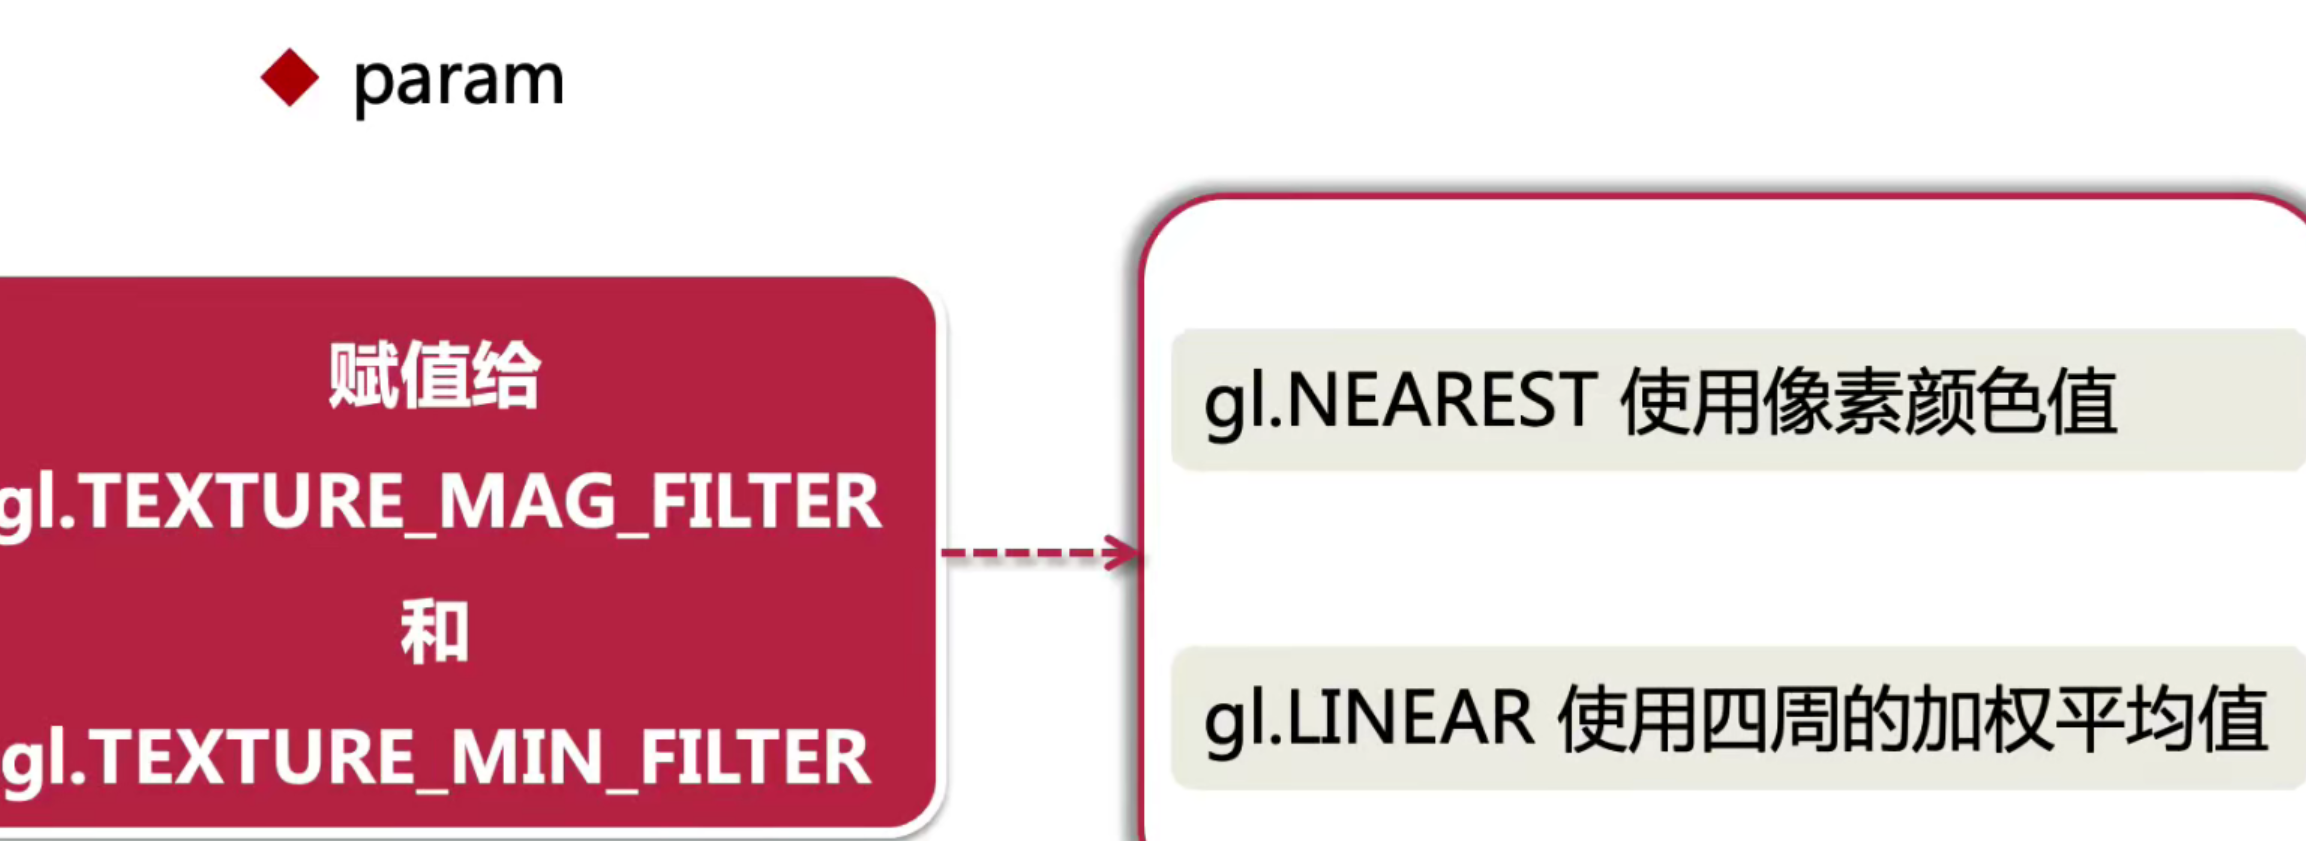 param
赋值给
gl.TEXTURE_MAG_FILTER
和
gl.TEXTURE_MIN_FILTER
gl.NEAREST 使用像素颜色值
gl.LINEAR 使用四周的加权平均值